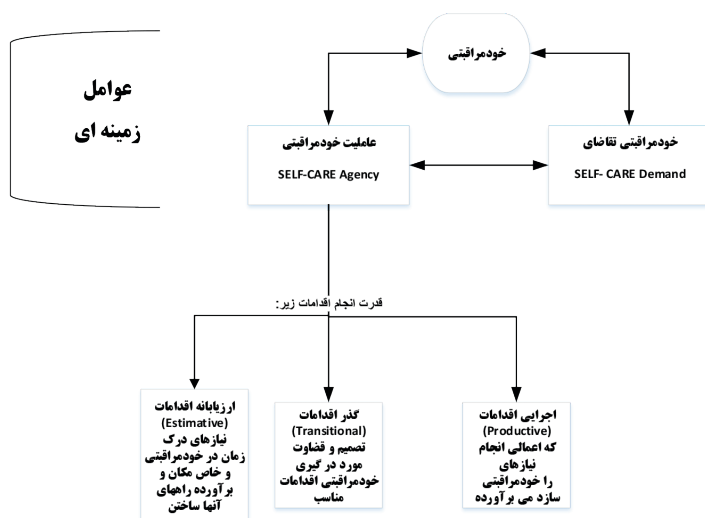 خودمراقبتی
عوامل
زمینه ای
خودمراقبتی تقاضای
SELF- CARE Demand
عاملیت خودمراقبتی
SELF-CARE Agency
قدرت انجام اقدامات زیر:
اجرایی اقدامات
(Productive)
که اعمالی انجام
نیازهای
را خودمراقبتی
سازد می برآورده
گذر اقدامات
(Transitional)
تصمیم و قضاوت
مورد در گیری
خودمراقبتی اقدامات
مناسب
ارزیابانه اقدامات
(Estimative)
نیازهای درک
زمان در خودمراقبتی
و خاص مکان و
برآورده راههای
آنها ساختن